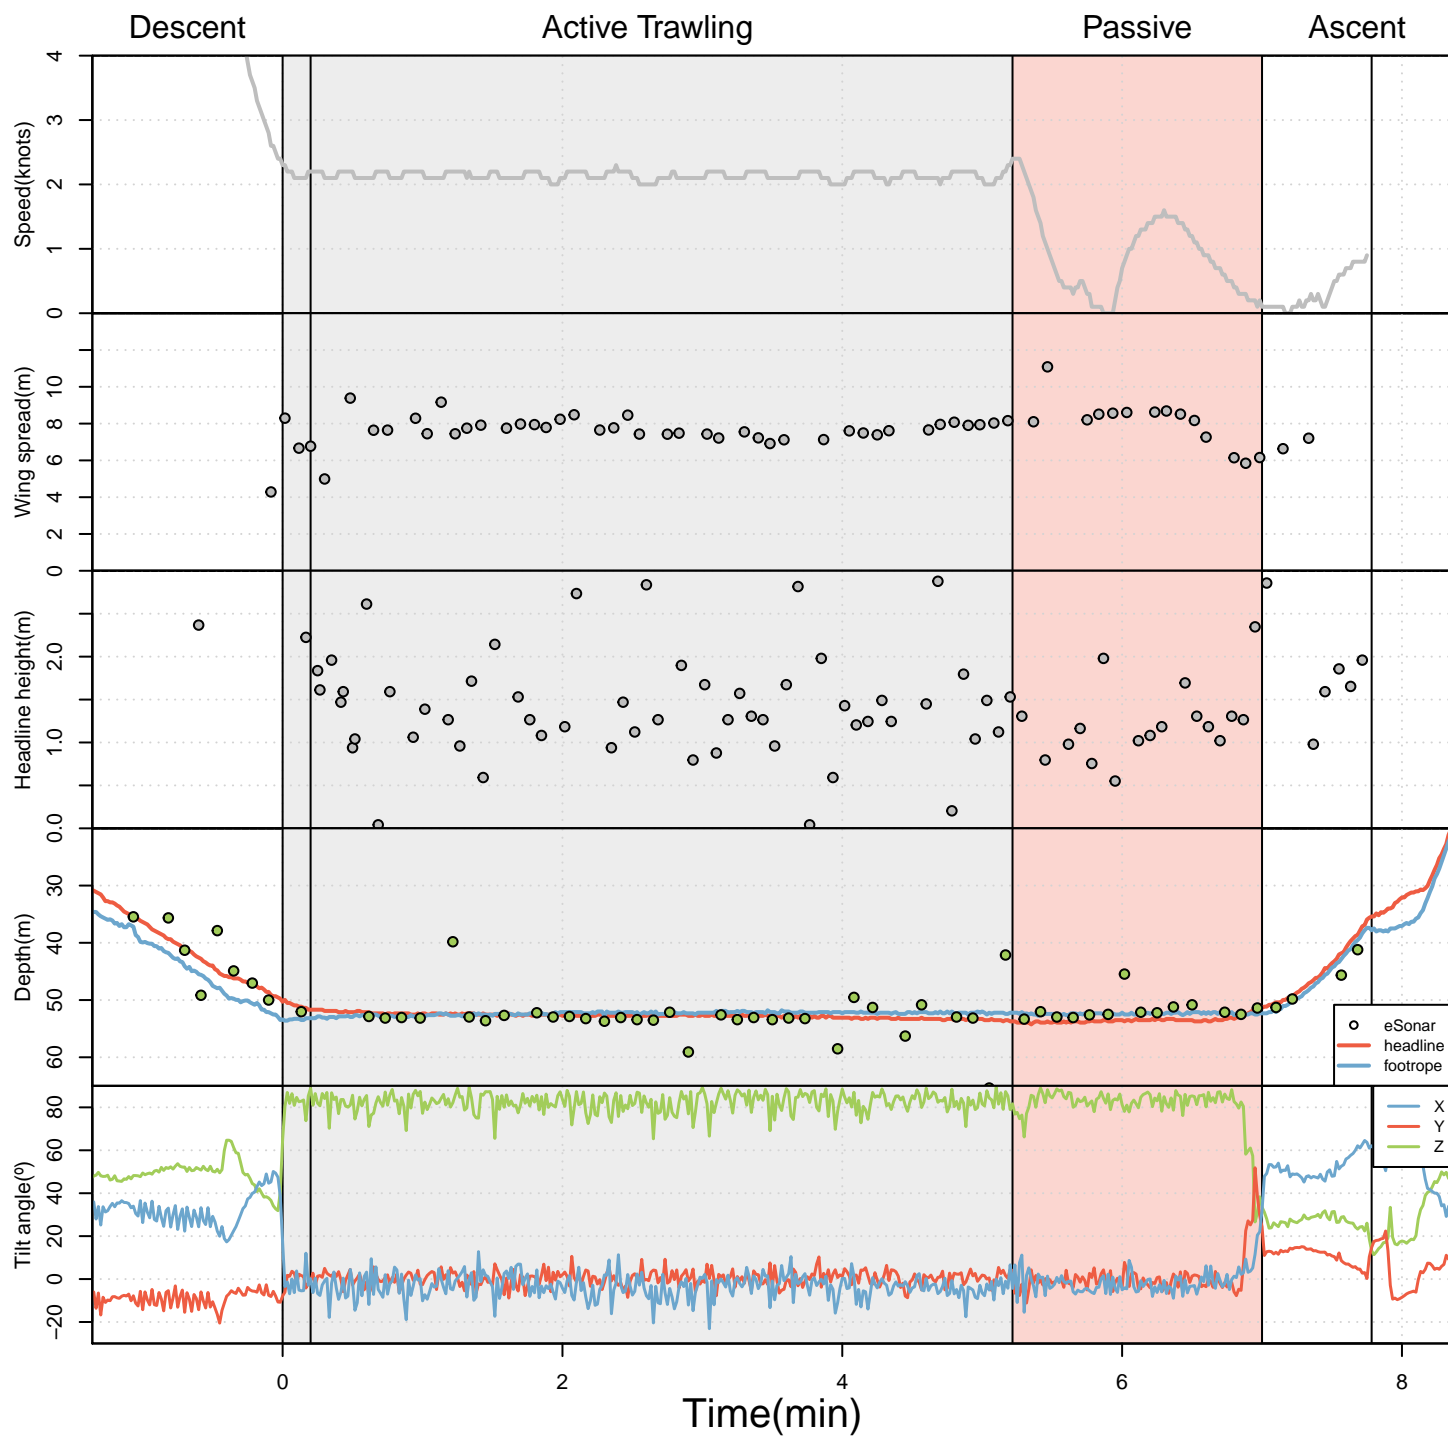 Descent Active Trawling Passive Ascent
Speed(knots)
4
3
2
1
0
Wing spread(m)
10
8
6
4
2
0
Headline height(m)
2.0
1.0
0.0
Depth(m)
30
40
50
60
eSonar
headline
footrope
Tilt angle(º)
80
60
40
20
0
−20
X
Y
Z
0 2 4 6 8
Time(min)